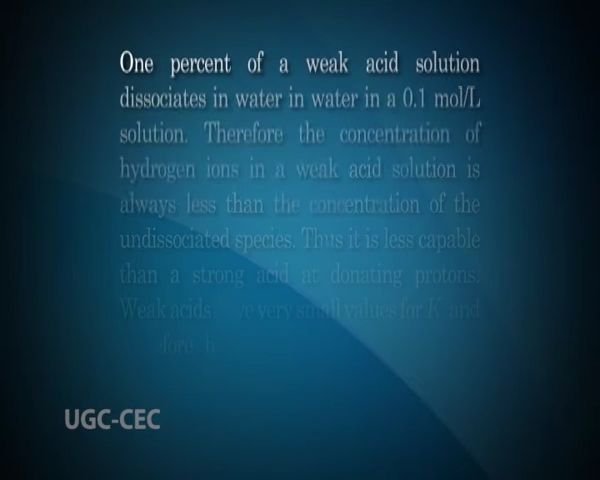 One percent of a weak acid solution
dissociates in water in water in a 0.1 mol/L
solution. Therefore the concentration of
hydrogen ions in a weak acid solution is
always less than the concentration of the
undissociated species. Thus it is less capable
than a strong acid at donating protons.
Weak acids very small values for K and
UGC-CEC